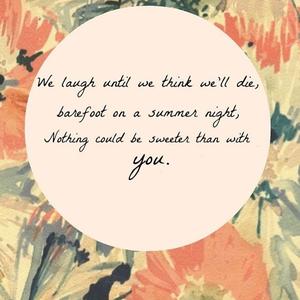 We laugh until we think we'll die,
barefoot on a summer night,
Nothing could be sweeter than with
you.